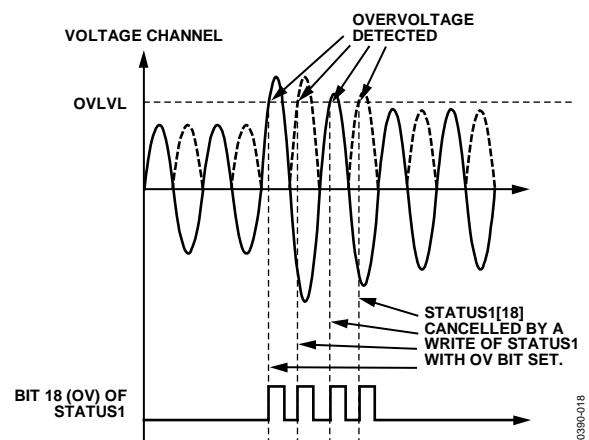 OVERVOLTAGE
DETECTED
VOLTAGE CHANNEL
OVLVL
STATUS1[18]
CANCELLED BY A
WRITE OF STATUS1
WITH OV BIT SET.
BIT 18 (OV) OF
STATUS1
0390-018